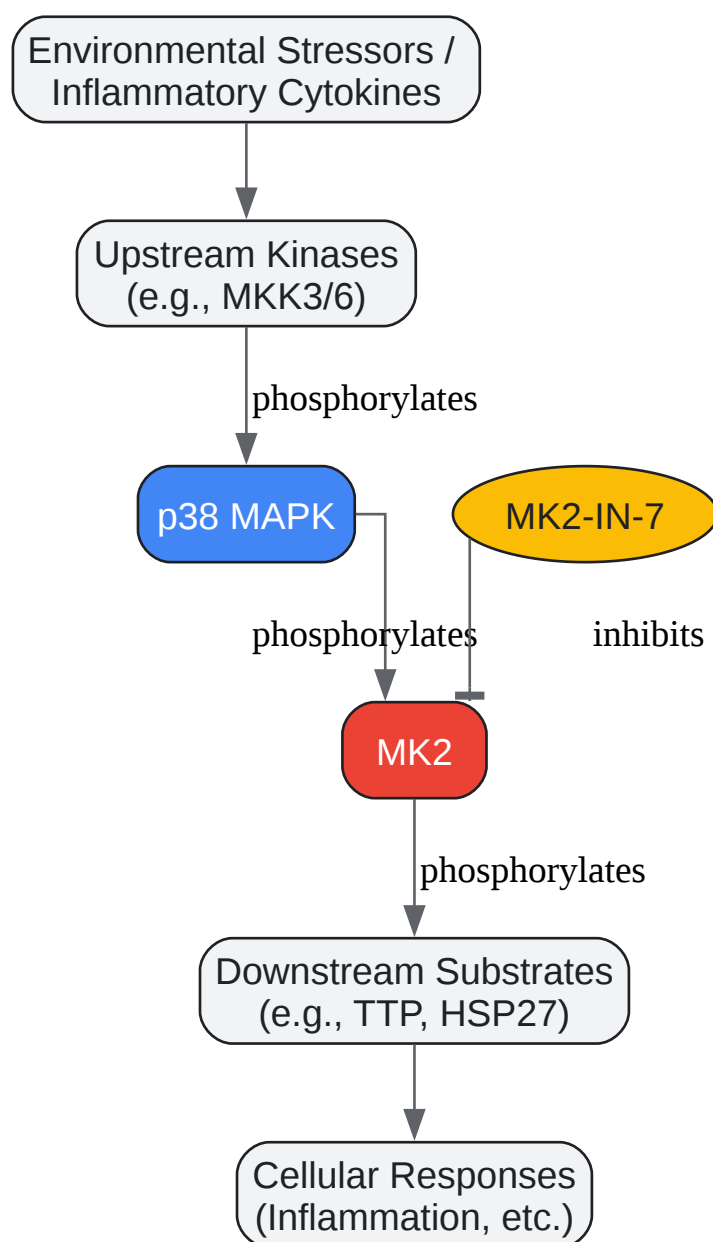 Environmental Stressors /
Inflammatory Cytokines
Upstream Kinases
(e.g., MKK3/6)
phosphorylates
p38 MAPK
MK2-IN-7
phosphorylates
inhibits
MK2
phosphorylates
Downstream Substrates
(e.g., TTP, HSP27)
Cellular Responses
(Inflammation, etc.)